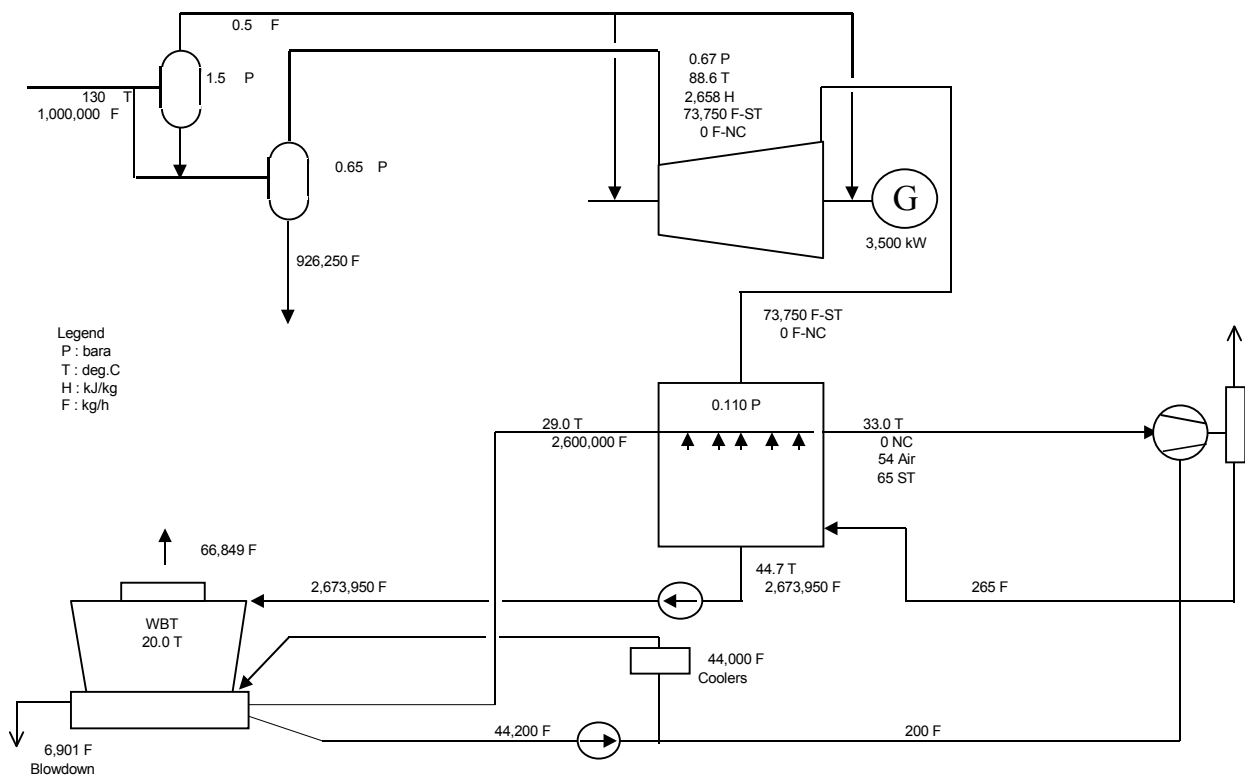 0.5 F
1.5 P
130 T
1,000,000 F
0.65 P
926,250 F
0.67 P
88.6 T
2,658 H
73,750 F-ST
0 F-NC
G
3,500 kW
73,750 F-ST
0 F-NC
Legend
P : bara
T : deg.C
H : kJ/kg
F : kg/h
0.110 P
29.0 T
2,600,000 F
33.0 T
0 NC
54 Air
65 ST
66,849 F
2,673,950 F
44.7 T
2,673,950 F
265 F
WBT
20.0 T
44,000 F
Coolers
44,200 F
200 F
6,901 F
Blowdown